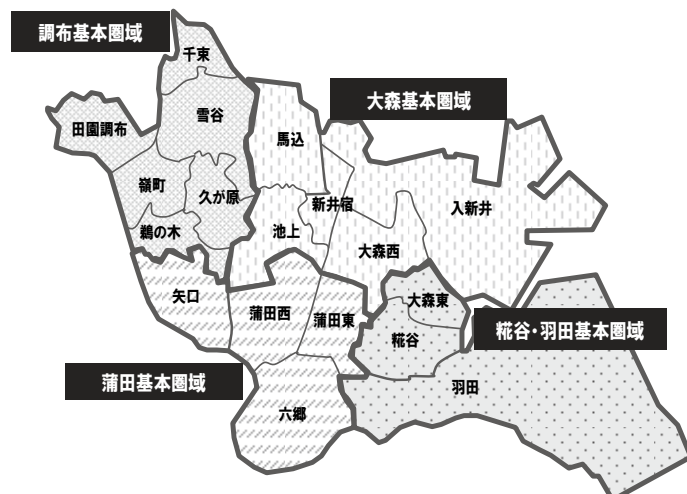 調布基本圏域
千束
大森基本圏域
雪谷
田園調布
馬込
嶺町
久が原
新井宿
入新井
鵜の木
池上
大森西
矢口
大森東
蒲田西
蒲田東
糀谷・羽田基本圏域
糀谷
蒲田基本圏域
羽田
六郷